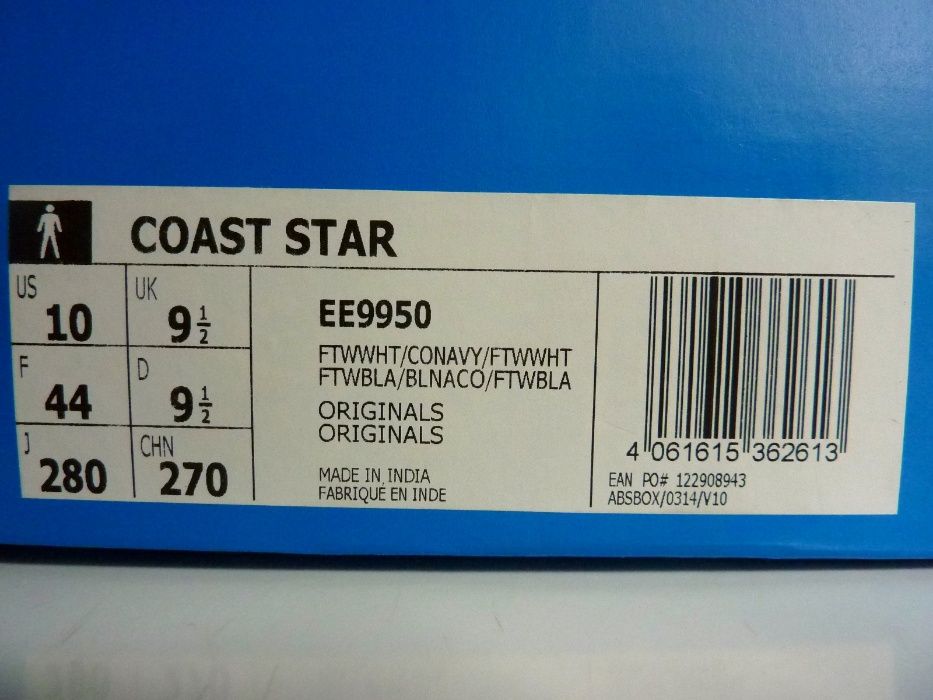 COAST STAR
US 10 UK 9 1/2
F 44 D 9 1/2
J 280 CHN 270
EE9950
FTWWHT/CONAVY/FTWWHT
FTWBLA/BLNACO/FTWBLA
ORIGINALS
ORIGINALS
MADE IN INDIA
FABRIQUÉ EN INDE
4 061615 362613
EAN PO# 122908943
ABSBOX/0314/V10